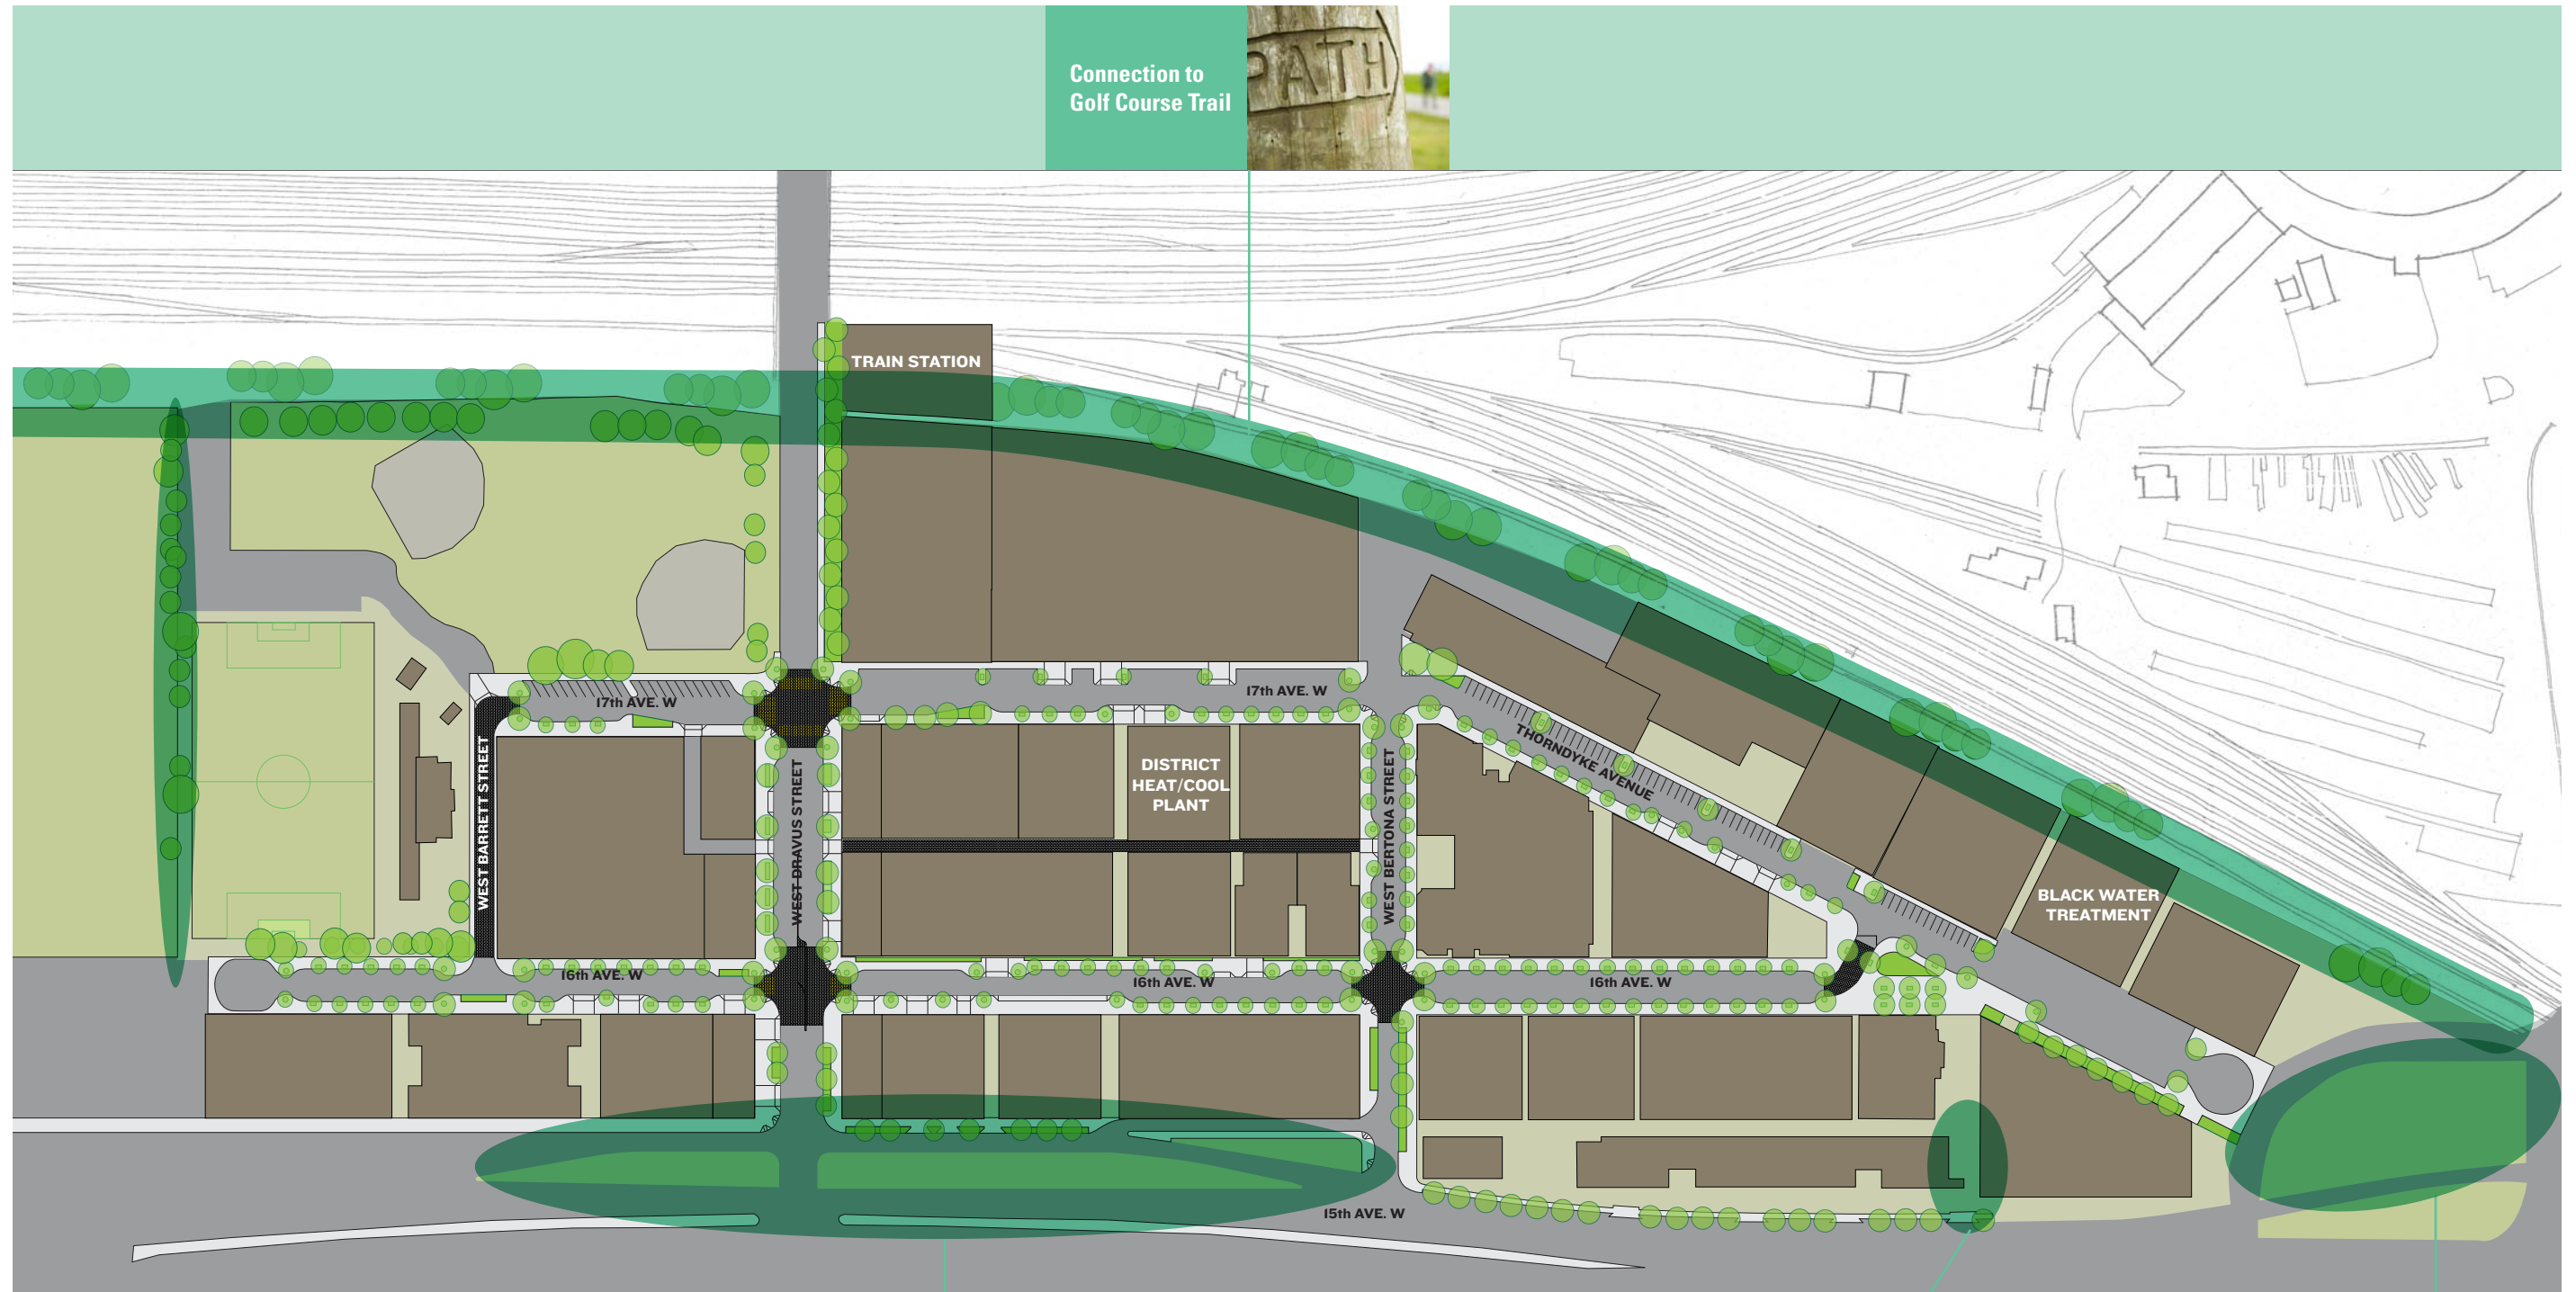 Connection to
Golf Course Trail
PATH
TRAIN STATION
17th AVE. W
17th AVE. W
WEST BARRETT STREET
WEST DRAVUS STREET
DISTRICT
HEAT/COOL
PLANT
WEST BERTONA STREET
THORNDYKE AVENUE
BLACK WATER
TREATMENT
16th AVE. W
16th AVE. W
16th AVE. W
15th AVE. W